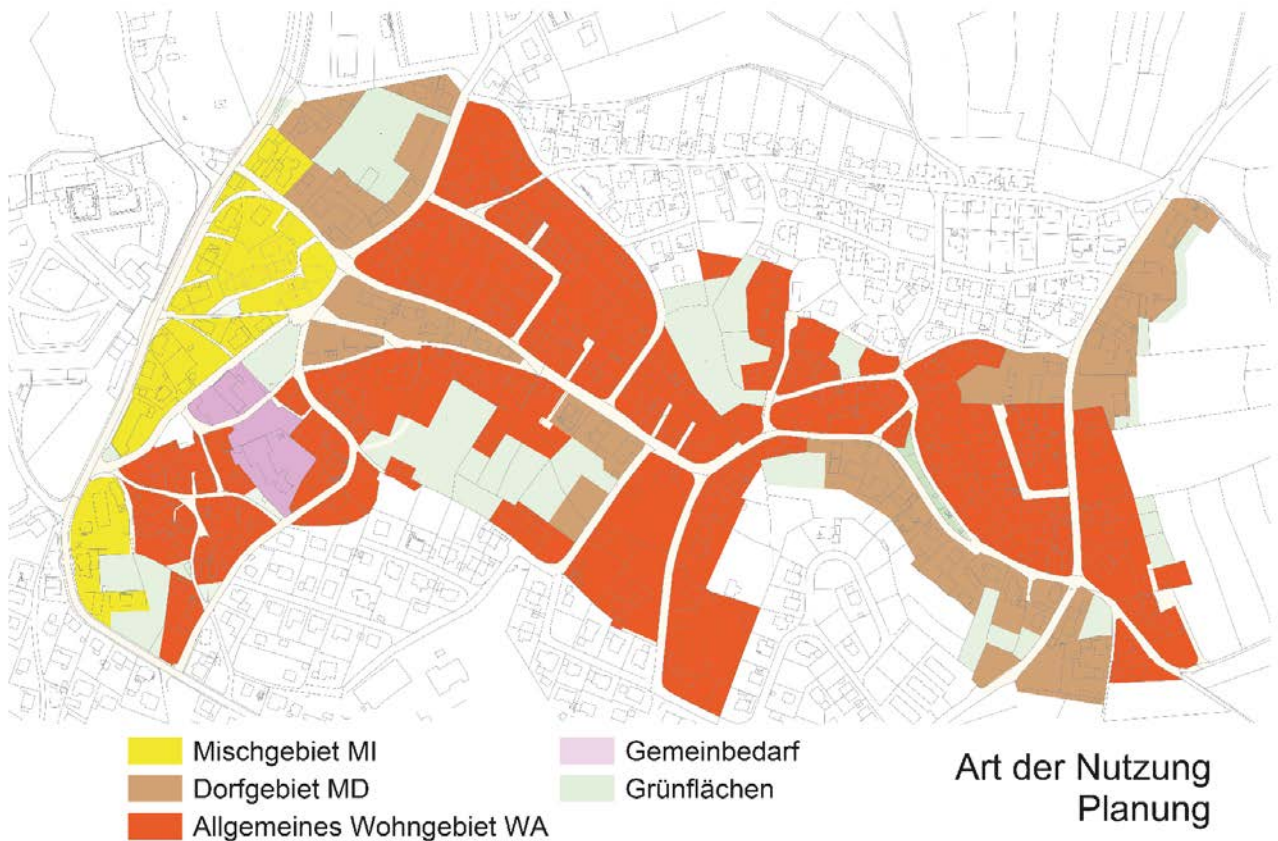 Mischgebiet MI
Dorfgebiet MD
Allgemeines Wohngebiet WA
Gemeinbedarf
Grünflächen
Art der Nutzung
Planung